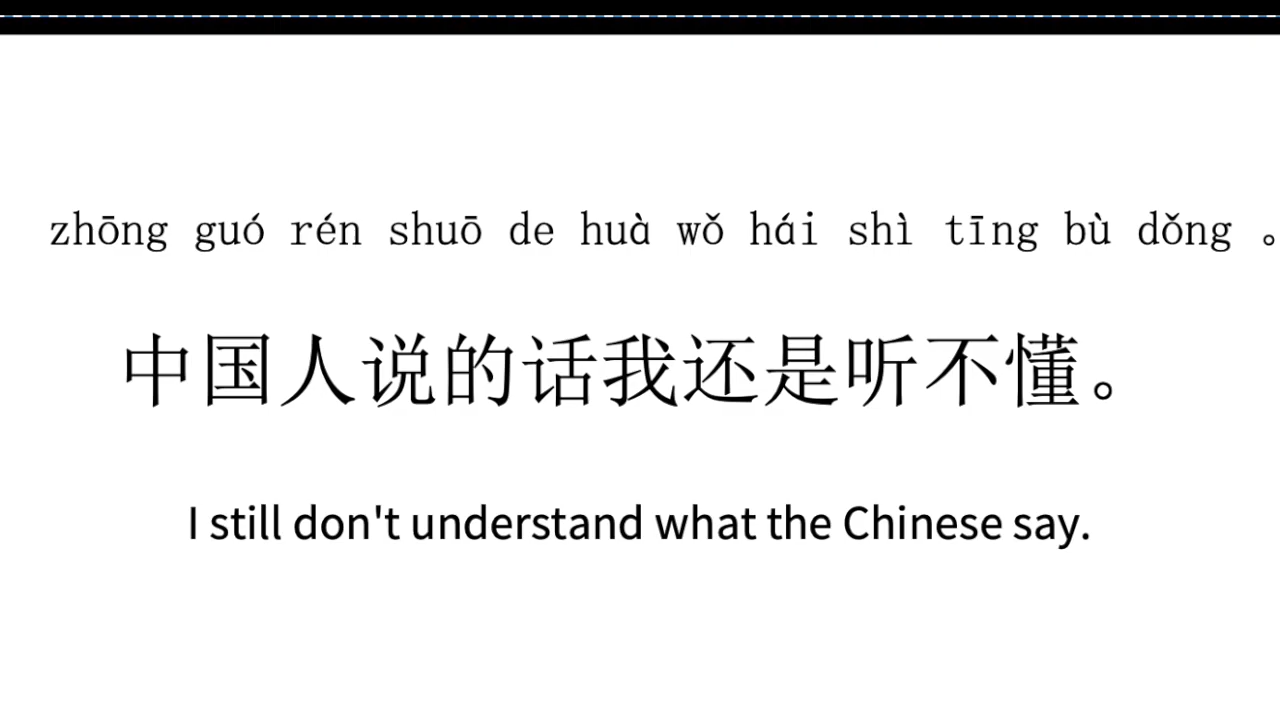 zhōng guó rén shuō de huà wǒ hái shì tīng bù dǒng 。
中国人说的话我还是听不懂。
I still don't understand what the Chinese say.